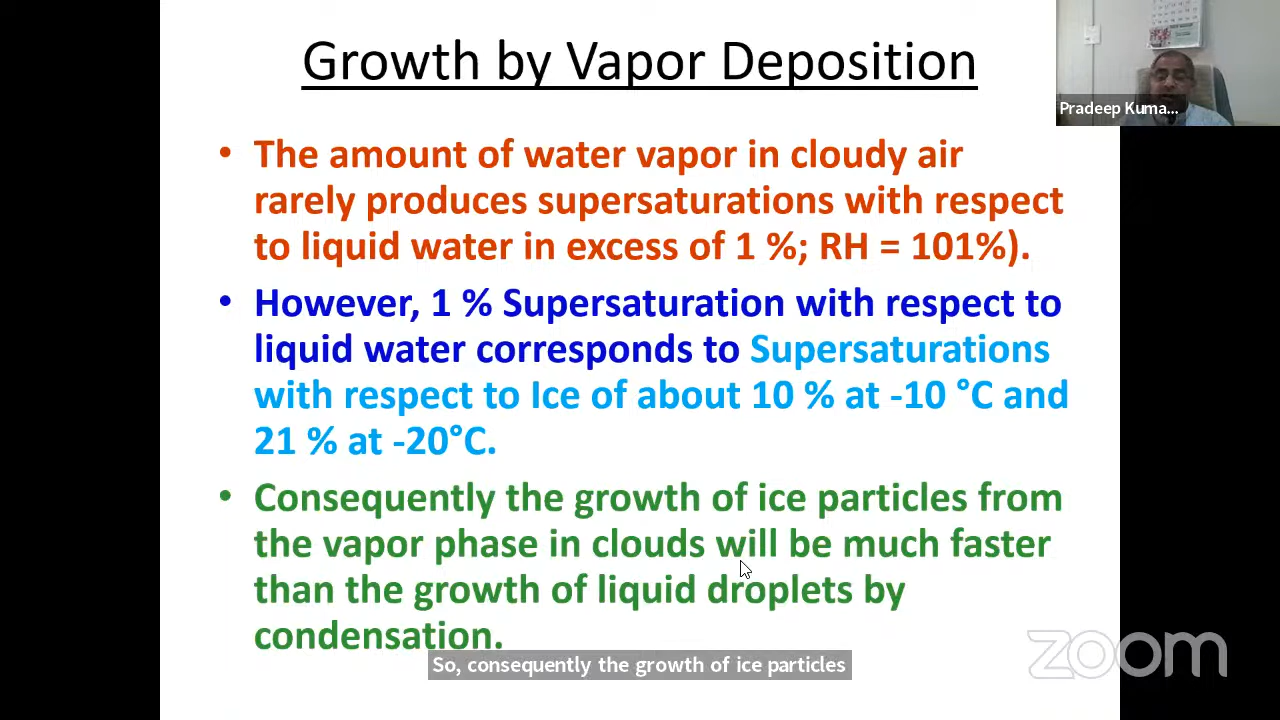 Growth by Vapor Deposition
Pradeep Kuma...
• The amount of water vapor in cloudy air
rarely produces supersaturations with respect
to liquid water in excess of 1 %; RH = 101%).
• However, 1 % Supersaturation with respect to
liquid water corresponds to Supersaturations
with respect to Ice of about 10 % at -10 °C and
21 % at -20°C.
• Consequently the growth of ice particles from
the vapor phase in clouds will be much faster
than the growth of liquid droplets by
condensation.
So, consequently the growth of ice particles
zoom